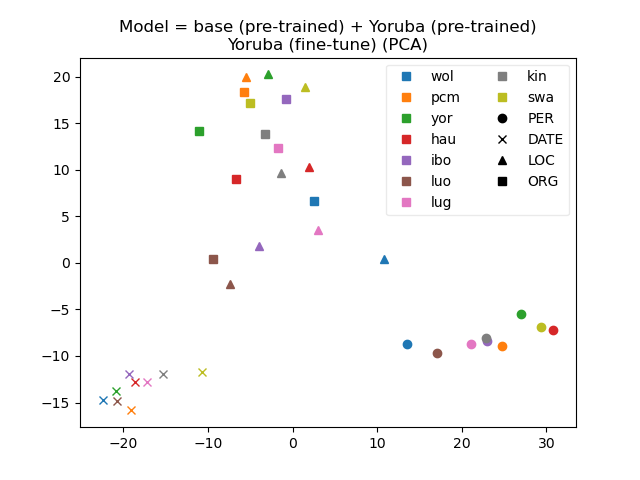 Model = base (pre-trained) + Yoruba (pre-trained)
Yoruba (fine-tune) (PCA)
20
15
10
5
0
−5
−10
−15
−20
−10
0
10
20
30
wol
pcm
yor
hau
ibo
luo
lug
kin
swa
PER
DATE
LOC
ORG